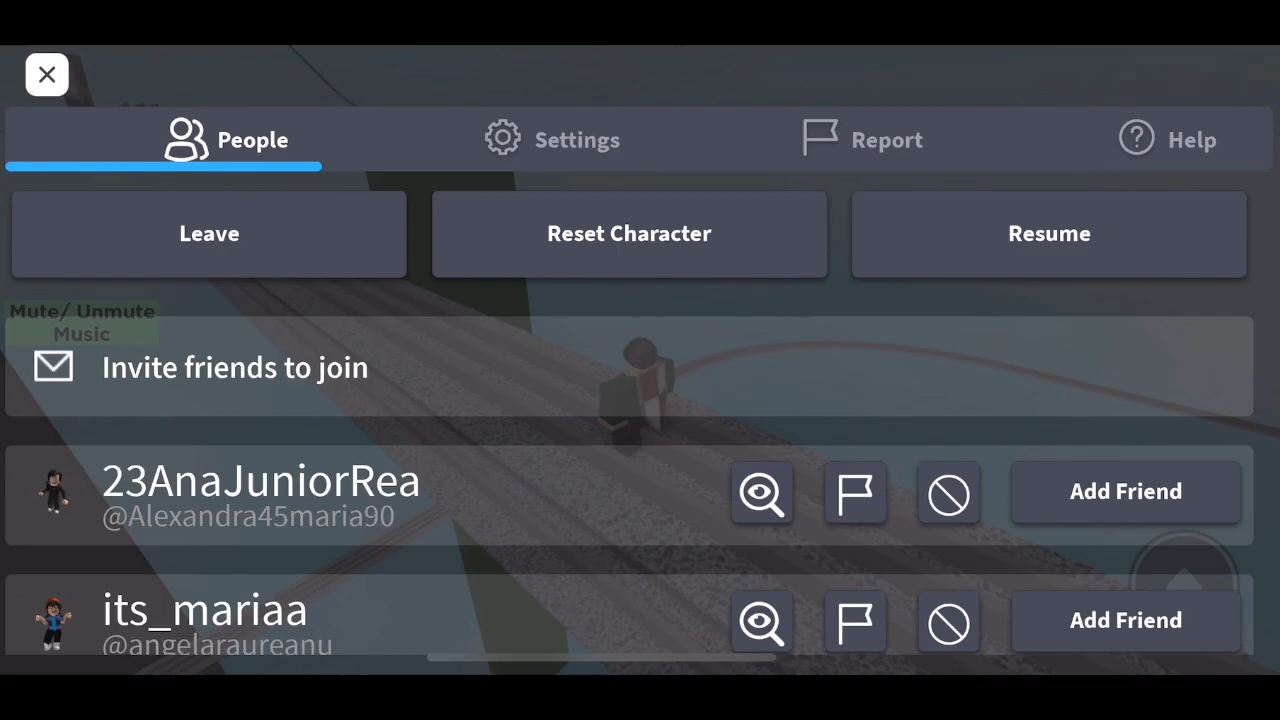 People
Settings
Report
Help
Leave
Reset Character
Resume
Mute/ Unmute
Music
Invite friends to join
23AnaJuniorRea
@Alexandra45maria90
Add Friend
its_mariaa
@angelaraureanu
Add Friend